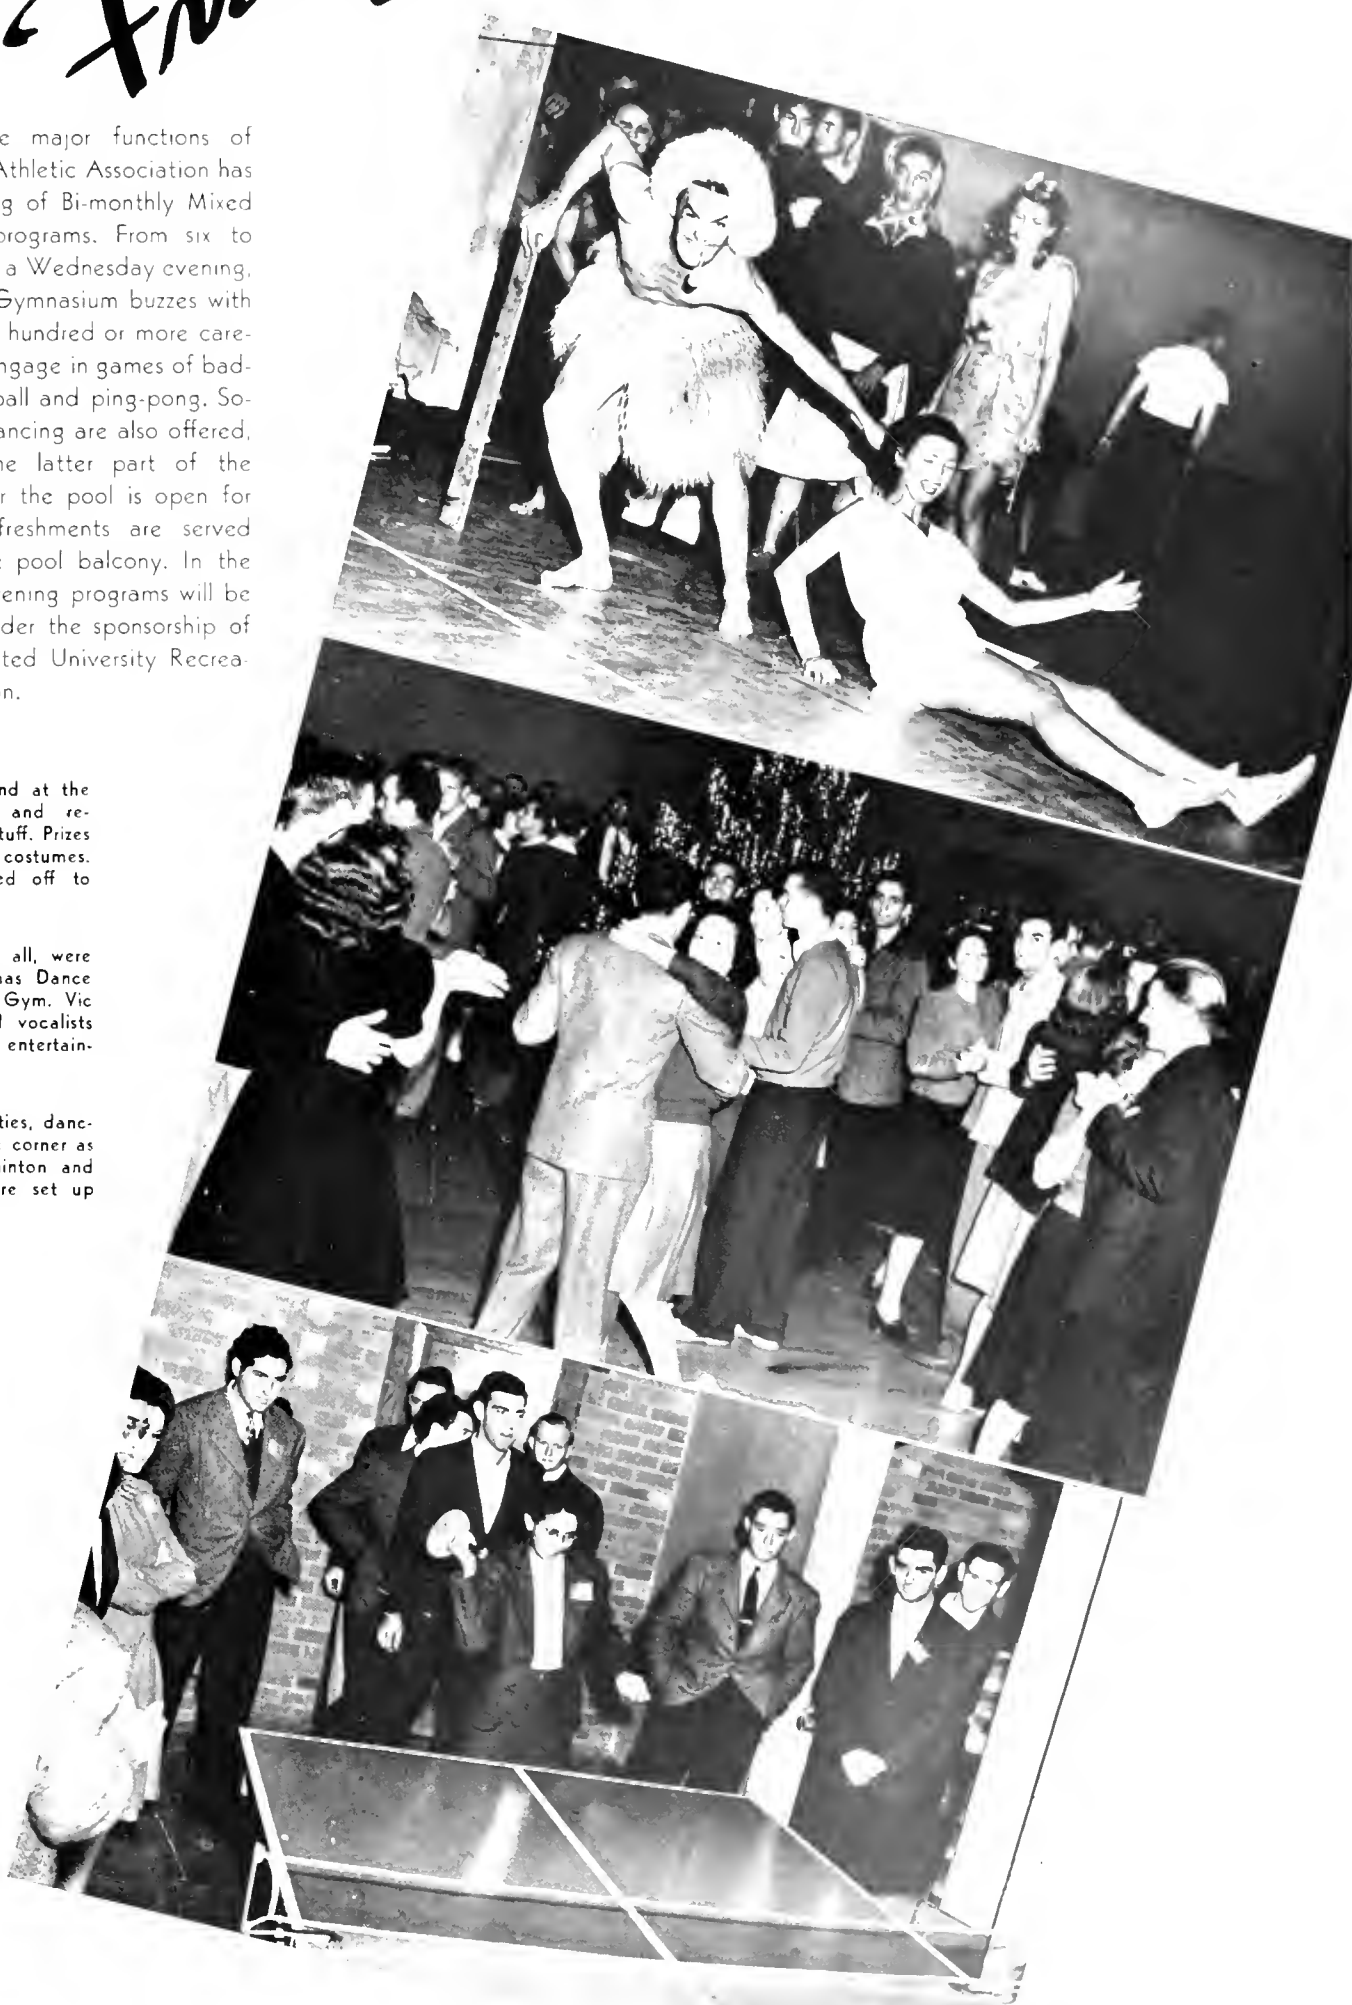 e major functions of
Athletic Association has
g of Bi-monthly Mixed
programs. From six to
a Wednesday evening,
Gymnasium buzzes with
hundred or more care-
ngage in games of bad-
ball and ping-pong. So-
ancing are also offered,
he latter part of the
r the pool is open for
freshments are served
pool balcony. In the
ening programs will be
der the sponsorship of
ted University Recrea-
n.
nd at the
and re-
tuff. Prizes
costumes.
ed off to
all, were
as Dance
Gym. Vic
vocalists
entertain-
ties, danc-
corner as
inton and
re set up